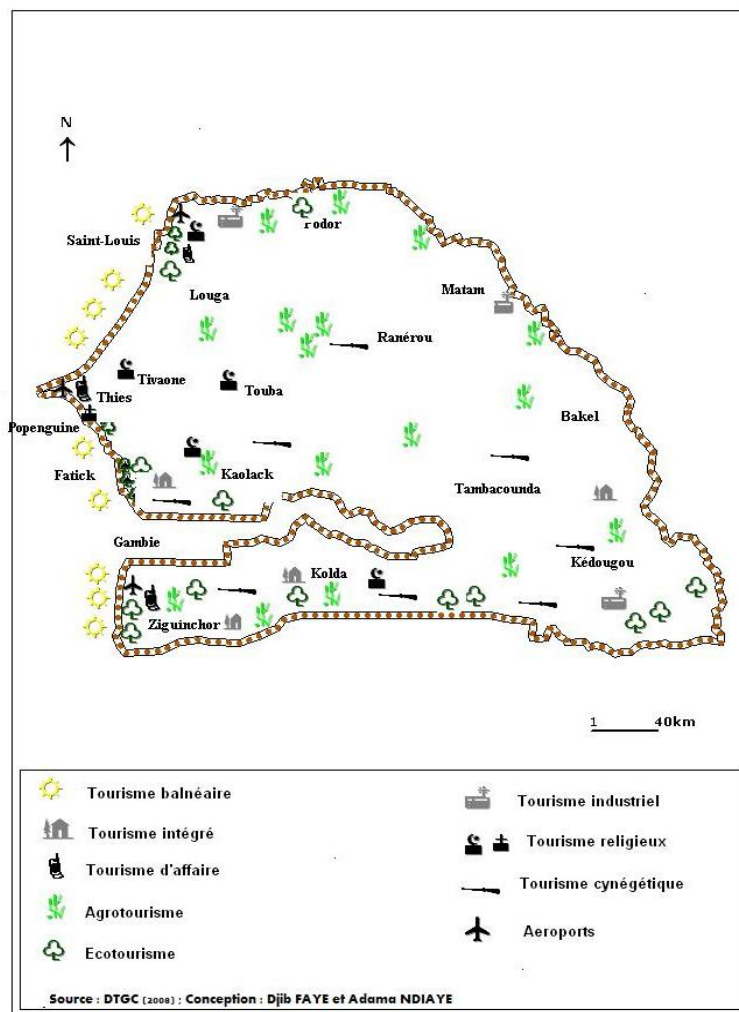 N
Podor
Saint-Louis
Matam
Louga
Ranérou
Tivaone
Touba
Thies
Bakel
Popenguine
Fatick
Kaolack
Tambacounda
Gambie
Kolda
Kédougou
Ziguinchor
1 40km
Tourisme balnéaire
Tourisme intégré
Tourisme d'affaire
Agrotourisme
Ecotourisme
Tourisme industriel
Tourisme religieux
Tourisme cynégétique
Aeroports
Source : DTGC (2008) ; Conception : Djib FAYE et Adama NDIAYE